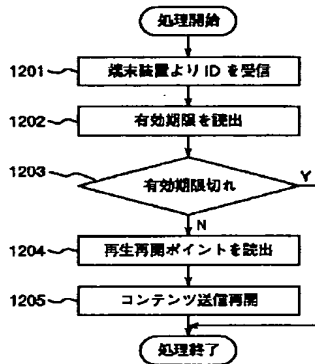 処理開始
1201 端末装置より ID を受信
1202 有効期限を読出
1203 有効期限切れ Y
N
1204 再生再開ポイントを読出
1205 コンテンツ送信再開
処理終了